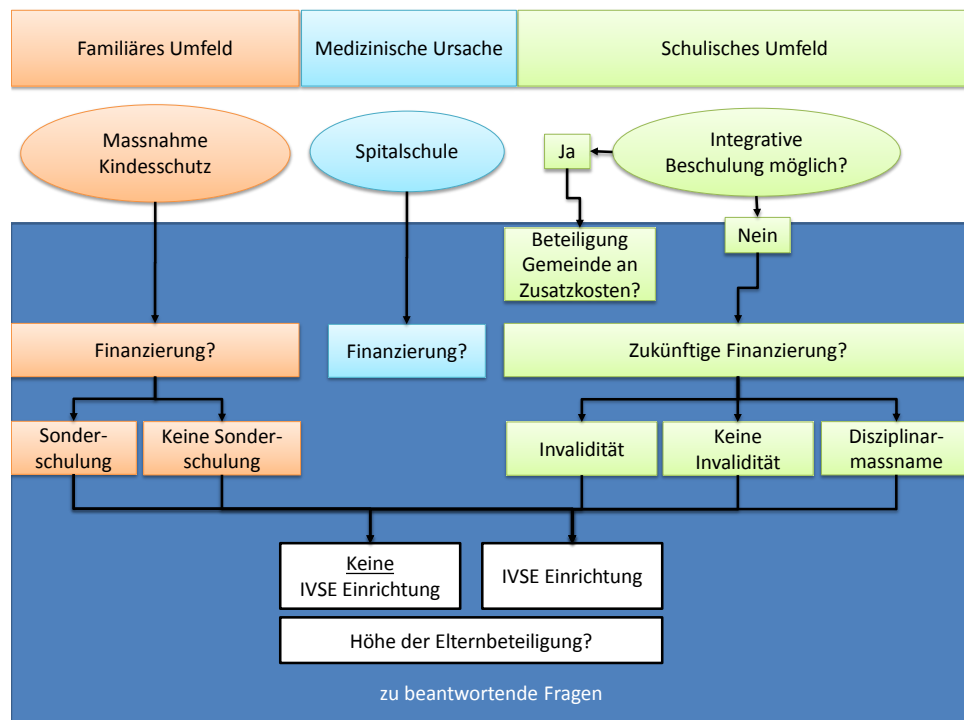 Familiäres Umfeld
Medizinische Ursache
Schulisches Umfeld
Massnahme
Kindesschutz
Spitalschule
Ja
Integrative
Beschulung möglich?
Nein
Beteiligung
Gemeinde an
Zusatzkosten?
Finanzierung?
Finanzierung?
Zukünftige Finanzierung?
Sonder-
schulung
Keine Sonder-
schulung
Invalidität
Keine
Invalidität
Disziplinar-
massname
Keine
IVSE Einrichtung
IVSE Einrichtung
Höhe der Elternbeteiligung?
zu beantwortende Fragen